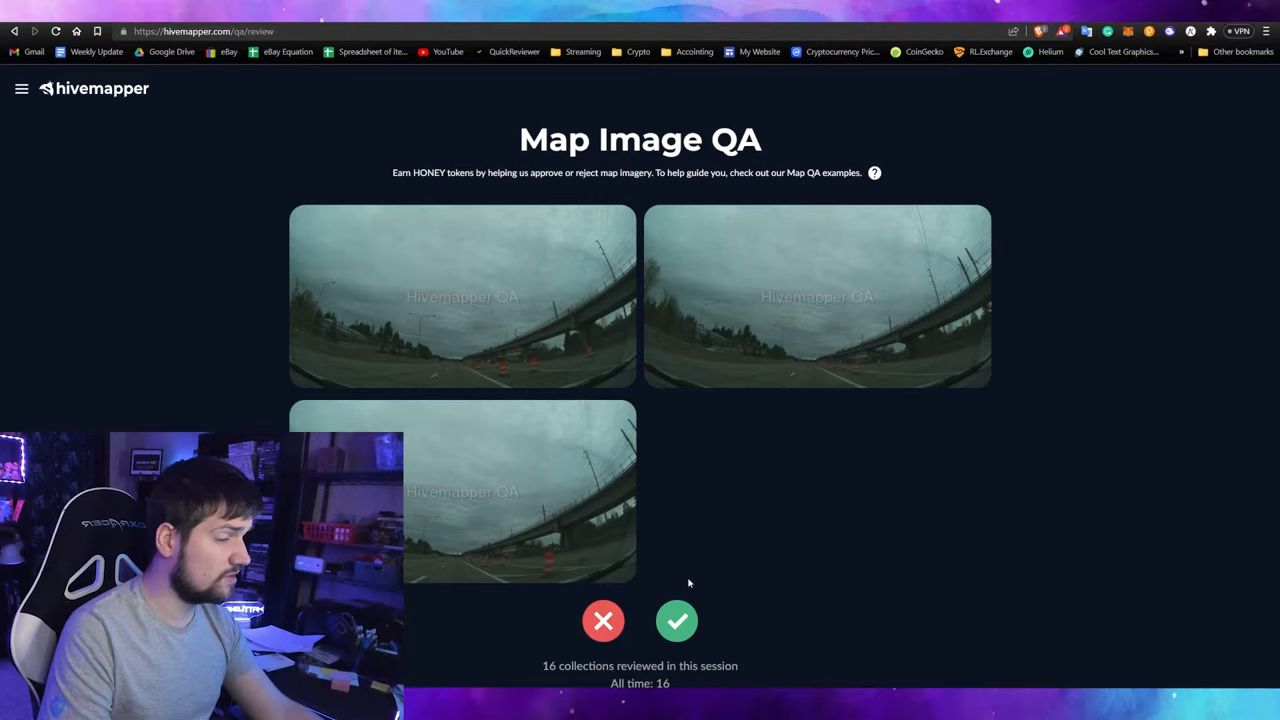 https://hivemapper.com/qa/review
VPN
Gmail
Weekly Update
Google Drive
eBay
eBay Equation
Spreadsheet of ite...
YouTube
QuickReviewer
Streaming
Crypto
Accointing
My Website
Cryptocurrency Pric...
CoinGecko
RL.Exchange
Helium
Cool Text Graphics...
»
Other bookmarks
hivemapper
Map Image QA
Earn HONEY tokens by helping us approve or reject map imagery. To help guide you, check out our Map QA examples. ?
Hivemapper QA
Hivemapper QA
Hivemapper QA
16 collections reviewed in this session
All time: 16